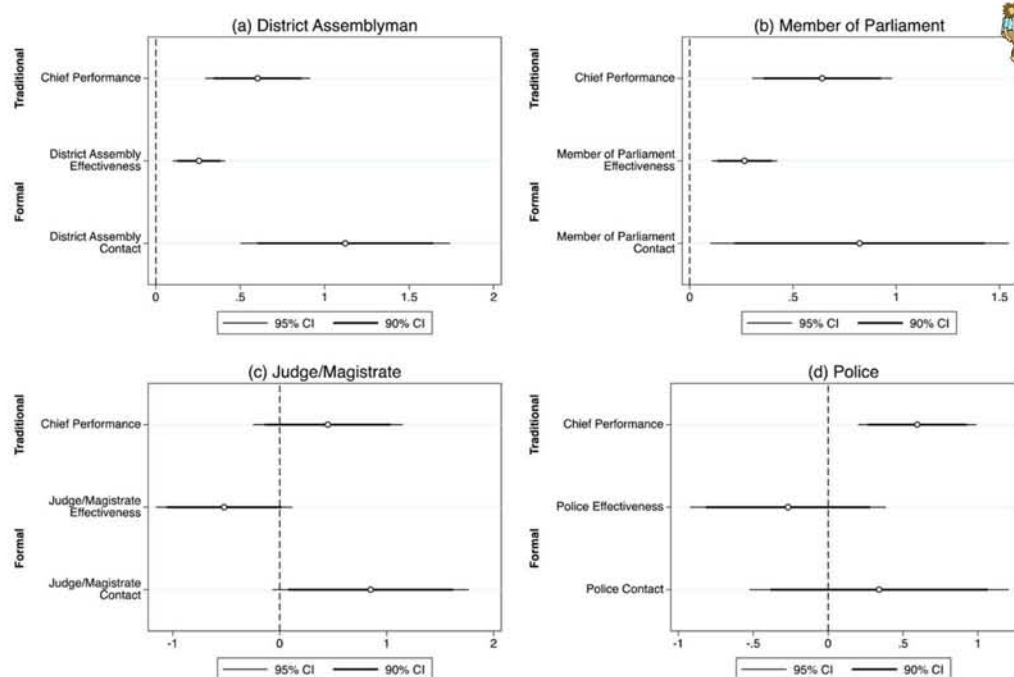 (a) District Assemblyman
Traditional
Chief Performance
District Assembly
Effectiveness
Formal
District Assembly
Contact
0 .5 1 1.5 2
95% CI 90% CI
(b) Member of Parliament
Traditional
Chief Performance
Member of Parliament
Effectiveness
Formal
Member of Parliament
Contact
0 .5 1 1.5
95% CI 90% CI
(c) Judge/Magistrate
Traditional
Chief Performance
Judge/Magistrate
Effectiveness
Formal
Judge/Magistrate
Contact
-1 0 1 2
95% CI 90% CI
(d) Police
Traditional
Chief Performance
Police Effectiveness
Formal
Police Contact
-1 -.5 0 .5 1
95% CI 90% CI